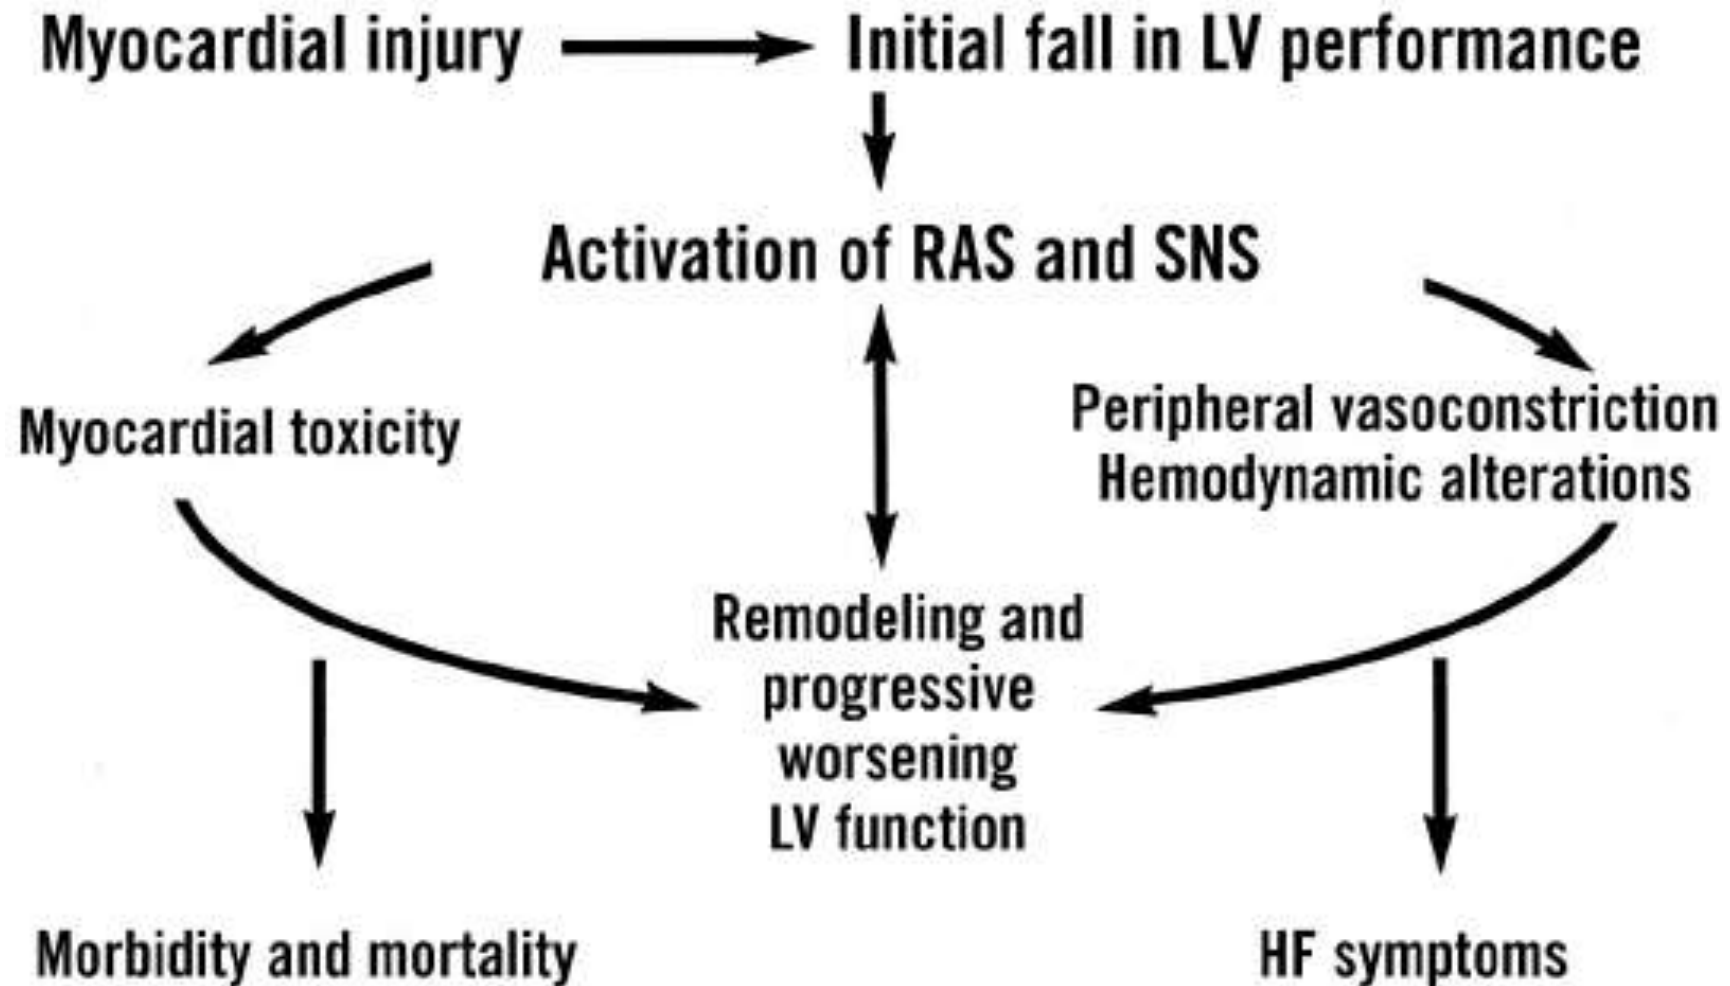 Myocardial injury
Initial fall in LV performance
Activation of RAS and SNS
Myocardial toxicity
Peripheral vasoconstriction
Hemodynamic alterations
Remodeling and
progressive
worsening
LV function
Morbidity and mortality
HF symptoms